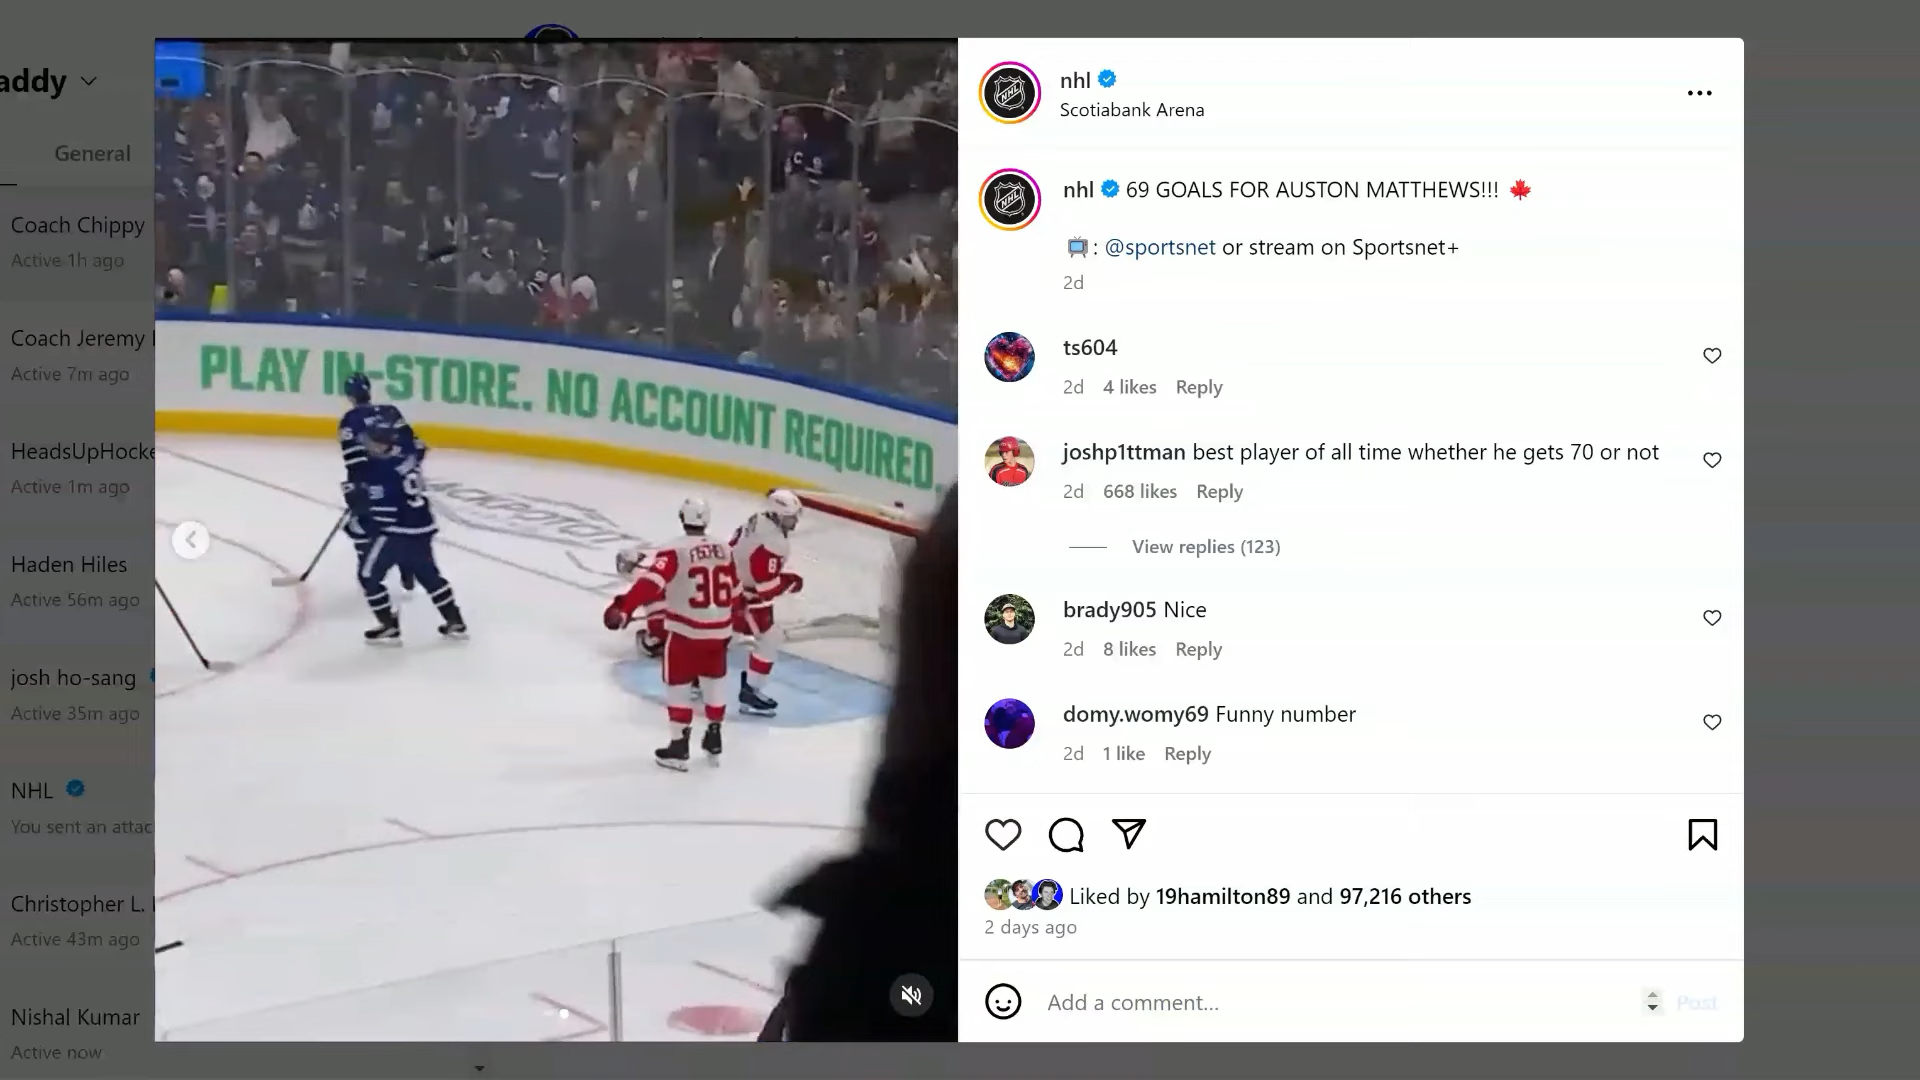 addy
General
Coach Chippy
Active 1h ago
Coach Jeremy
Active 7m ago
HeadsUpHocke
Active 1m ago
Haden Hiles
Active 56m ago
josh ho-sang
Active 35m ago
NHL
You sent an attac
Christopher L.
Active 43m ago
Nishal Kumar
Active now
PLAY IN-STORE. NO ACCOUNT REQUIRED.
JACKPOT
C
36
nhl
Scotiabank Arena
nhl 69 GOALS FOR AUSTON MATTHEWS!!! 🍁
📺: @sportsnet or stream on Sportsnet+
2d
ts604
2d 4 likes Reply
joshp1ttman best player of all time whether he gets 70 or not
2d 668 likes Reply
View replies (123)
brady905 Nice
2d 8 likes Reply
domy.womy69 Funny number
2d 1 like Reply
Liked by 19hamilton89 and 97,216 others
2 days ago
Add a comment...
Post